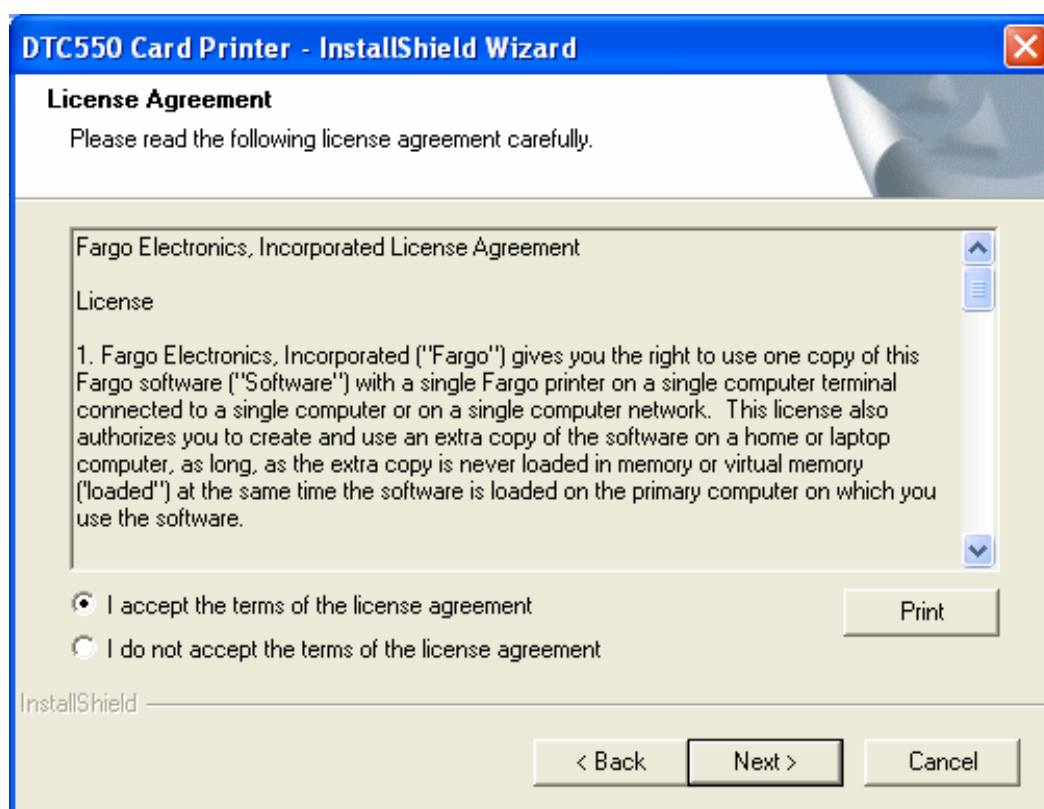 DTC550 Card Printer - InstallShield Wizard
License Agreement
Please read the following license agreement carefully.
Fargo Electronics, Incorporated License Agreement
License
1. Fargo Electronics, Incorporated ("Fargo") gives you the right to use one copy of this
Fargo software ("Software") with a single Fargo printer on a single computer terminal
connected to a single computer or on a single computer network.  This license also
authorizes you to create and use an extra copy of the software on a home or laptop
computer, as long, as the extra copy is never loaded in memory or virtual memory
('loaded") at the same time the software is loaded on the primary computer on which you
use the software.
I accept the terms of the license agreement
Print
I do not accept the terms of the license agreement
InstallShield
< Back
Next >
Cancel